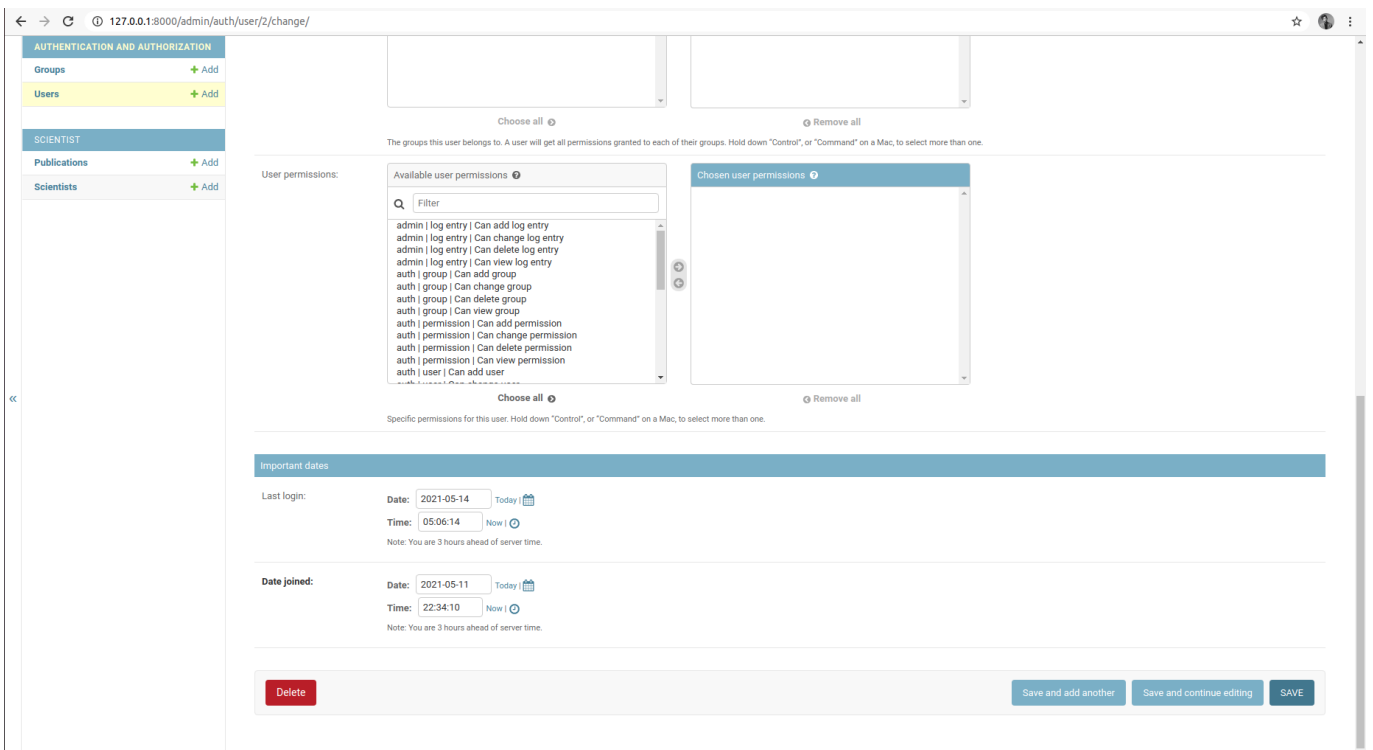 127.0.0.1:8000/admin/auth/user/2/change/
AUTHENTICATION AND AUTHORIZATION
Groups + Add
Users + Add
SCIENTIST
Publications + Add
Scientists + Add
Choose all
Remove all
The groups this user belongs to. A user will get all permissions granted to each of their groups. Hold down “Control”, or “Command” on a Mac, to select more than one.
User permissions:
Available user permissions
Filter
admin | log entry | Can add log entry
admin | log entry | Can change log entry
admin | log entry | Can delete log entry
admin | log entry | Can view log entry
auth | group | Can add group
auth | group | Can change group
auth | group | Can delete group
auth | group | Can view group
auth | permission | Can add permission
auth | permission | Can change permission
auth | permission | Can delete permission
auth | permission | Can view permission
auth | user | Can add user
auth | user | Can change user
Choose all
Chosen user permissions
Remove all
Specific permissions for this user. Hold down “Control”, or “Command” on a Mac, to select more than one.
«
Important dates
Last login:
Date: 2021-05-14 Today |
Time: 05:06:14 Now |
Note: You are 3 hours ahead of server time.
Date joined:
Date: 2021-05-11 Today |
Time: 22:34:10 Now |
Note: You are 3 hours ahead of server time.
Delete
Save and add another
Save and continue editing
SAVE